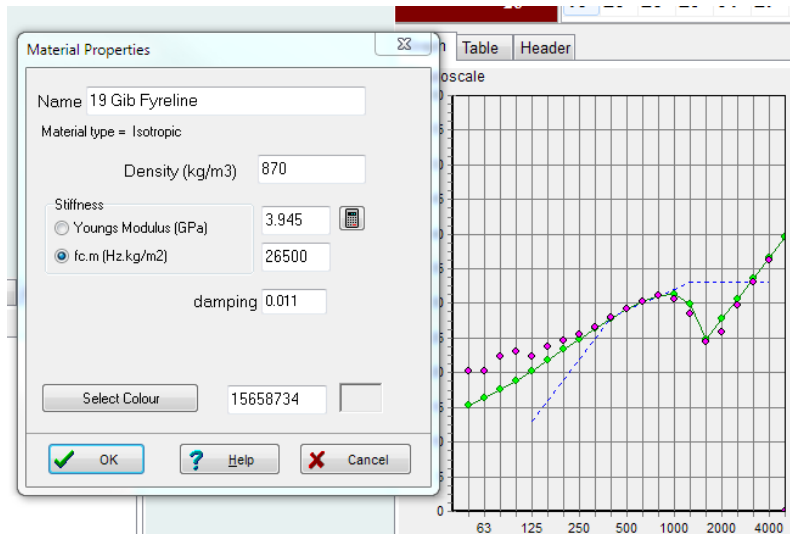 Material Properties
Name 19 Gib Fyreline
Material type = Isotropic
Density (kg/m3) 870
Stiffness
Youngs Modulus (GPa) 3.945
fc.m (Hz.kg/m2) 26500
damping 0.011
Select Colour 15658734
OK ? Help Cancel
Table Header
oscale
0
63 125 250 500 1000 2000 4000